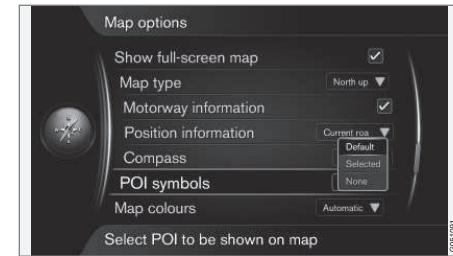 Map options
Show full-screen map
Map type North up
Motorway information
Position information Current roa
Default
Compass
Selected
POI symbols
None
Map colours Automatic
Select POI to be shown on map
G051091